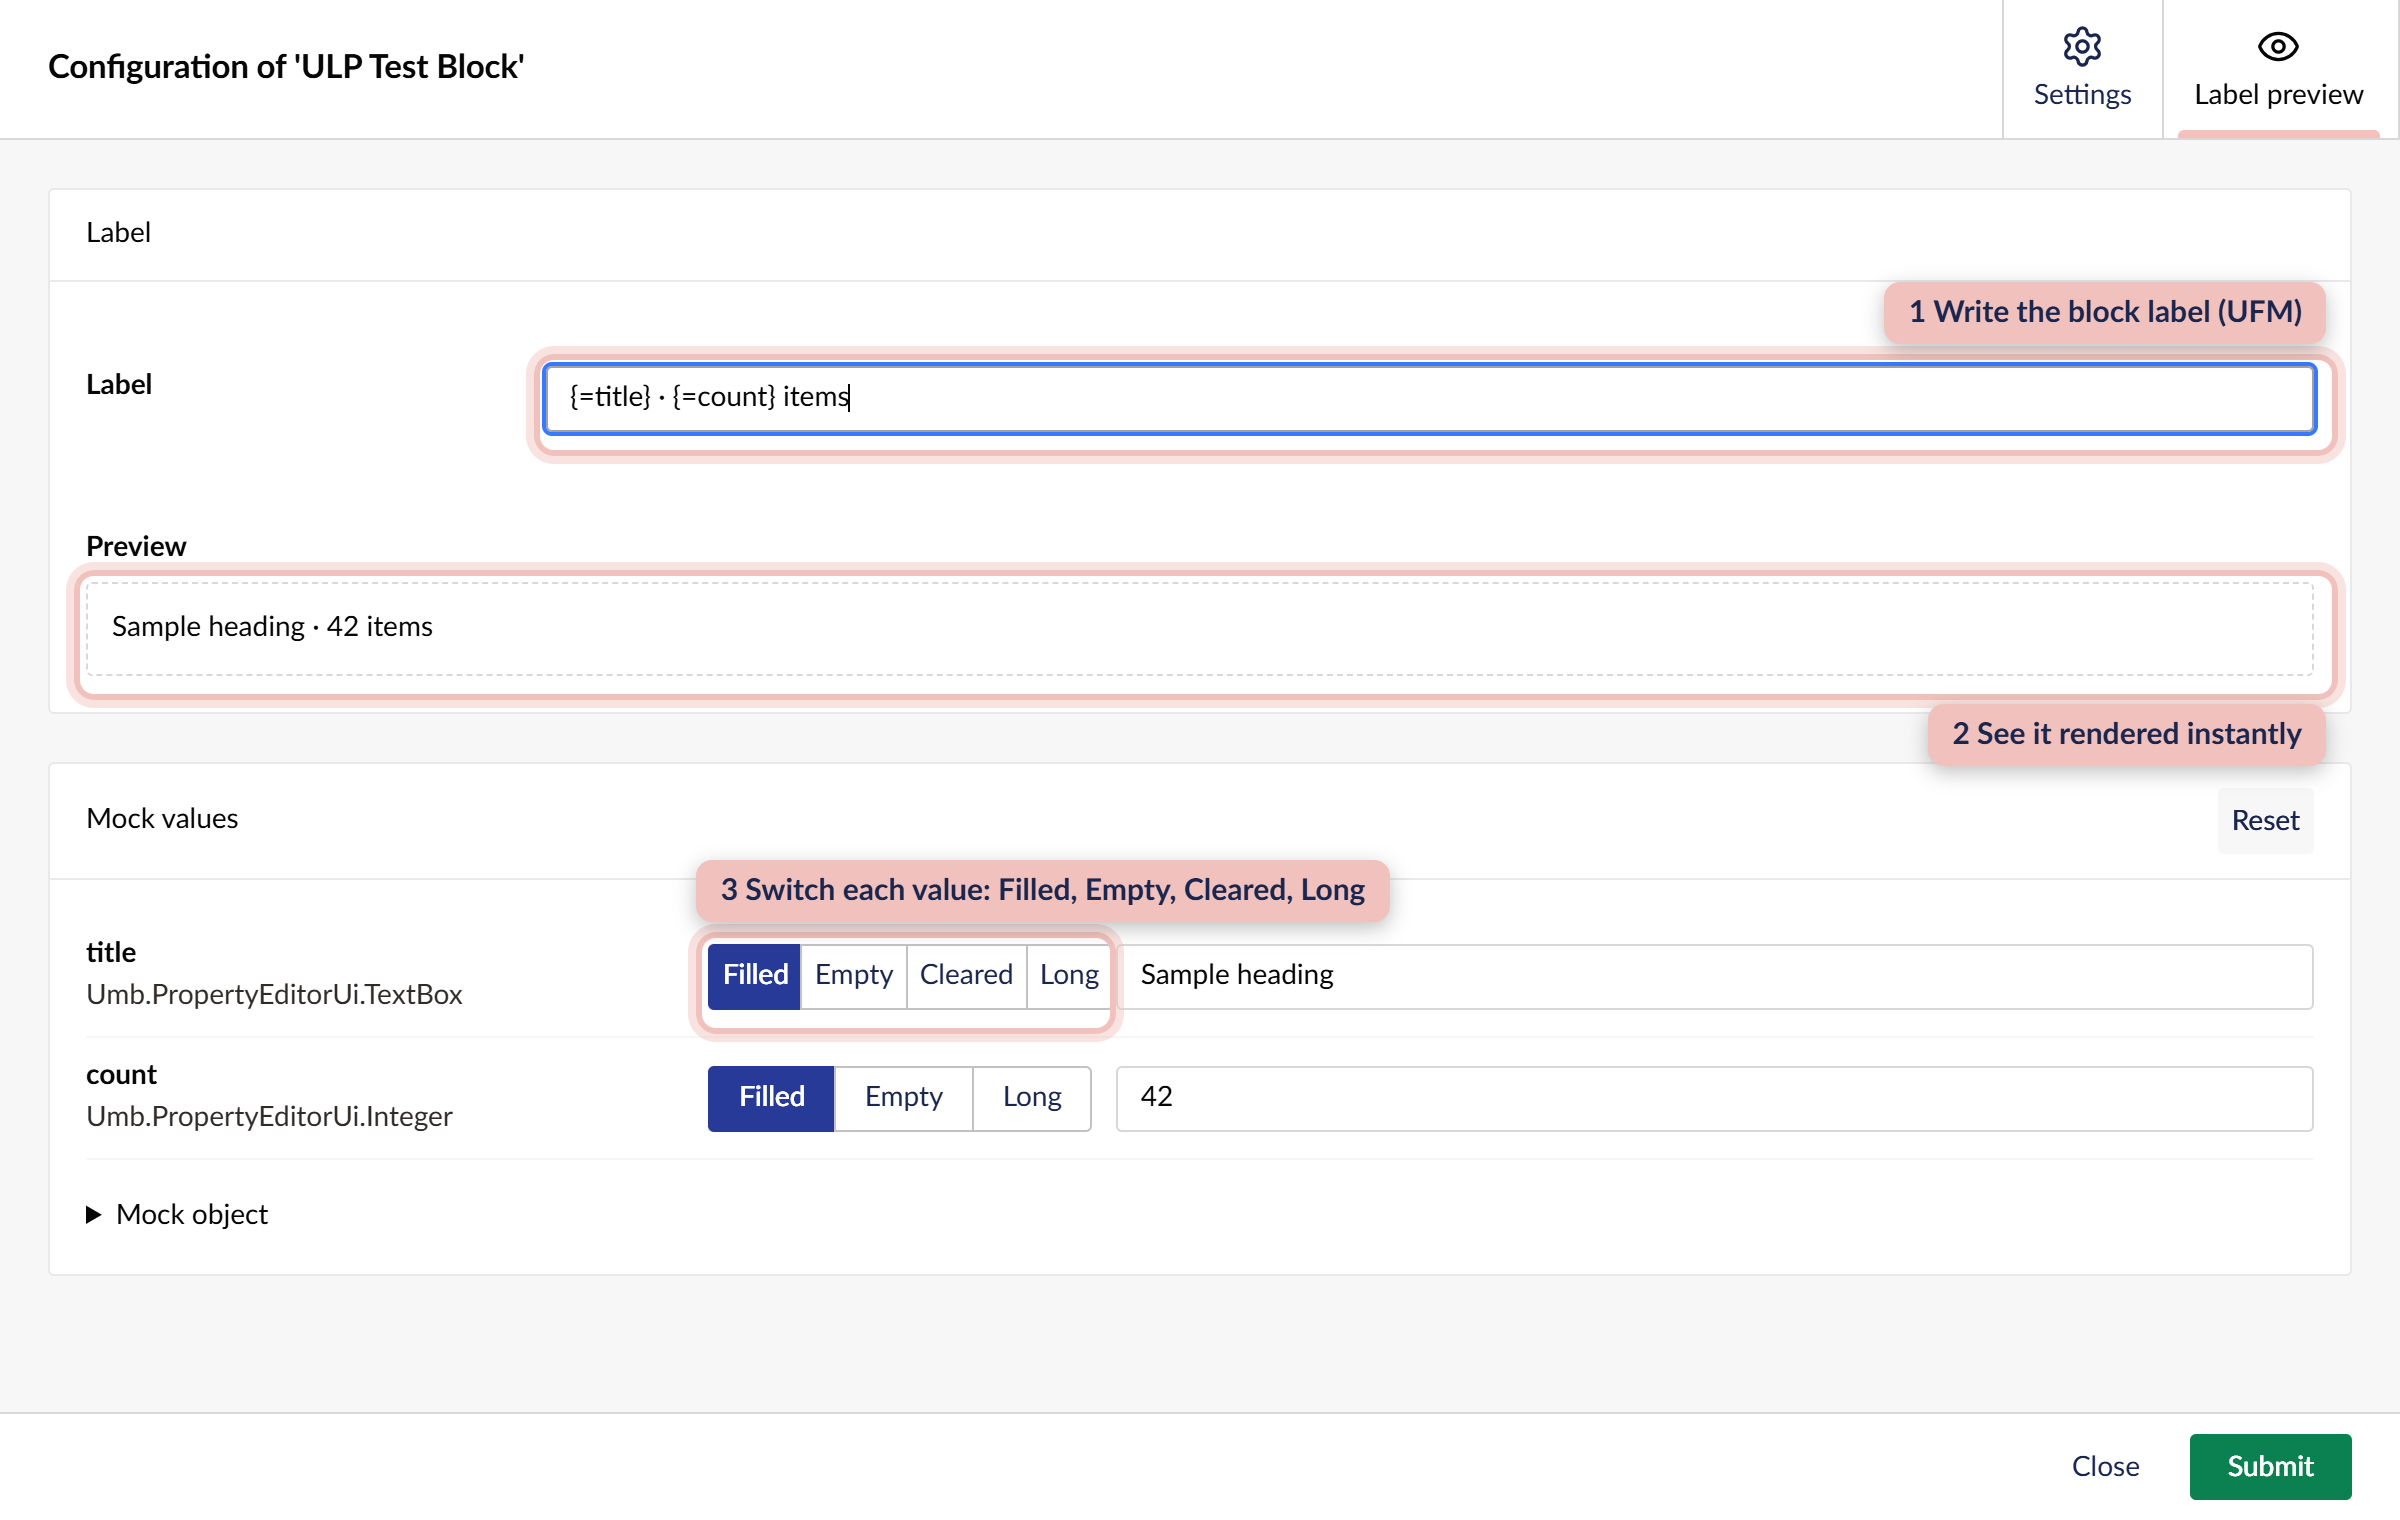 Configuration of 'ULP Test Block'
Settings
Label preview
Label
1 Write the block label (UFM)
Label
{=title} · {=count} items
Preview
Sample heading · 42 items
2 See it rendered instantly
Mock values
Reset
3 Switch each value: Filled, Empty, Cleared, Long
title
Umb.PropertyEditorUi.TextBox
Filled Empty Cleared Long
Sample heading
count
Umb.PropertyEditorUi.Integer
Filled Empty Long
42
Mock object
Close
Submit